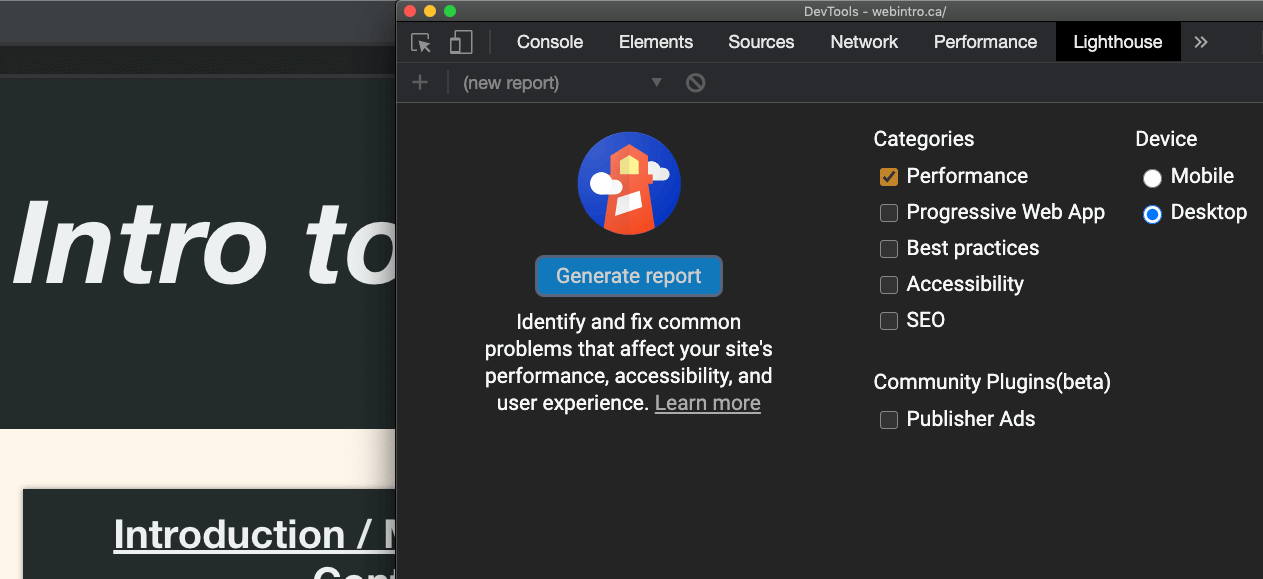 DevTools - webintro.ca/
Console Elements Sources Network Performance Lighthouse »
+ (new report) ▼
Categories Device
Performance Mobile
Progressive Web App Desktop
Best practices
Accessibility
SEO
Community Plugins(beta)
Publisher Ads
Generate report
Identify and fix common
problems that affect your site's
performance, accessibility, and
user experience. Learn more
Intro to
Introduction /